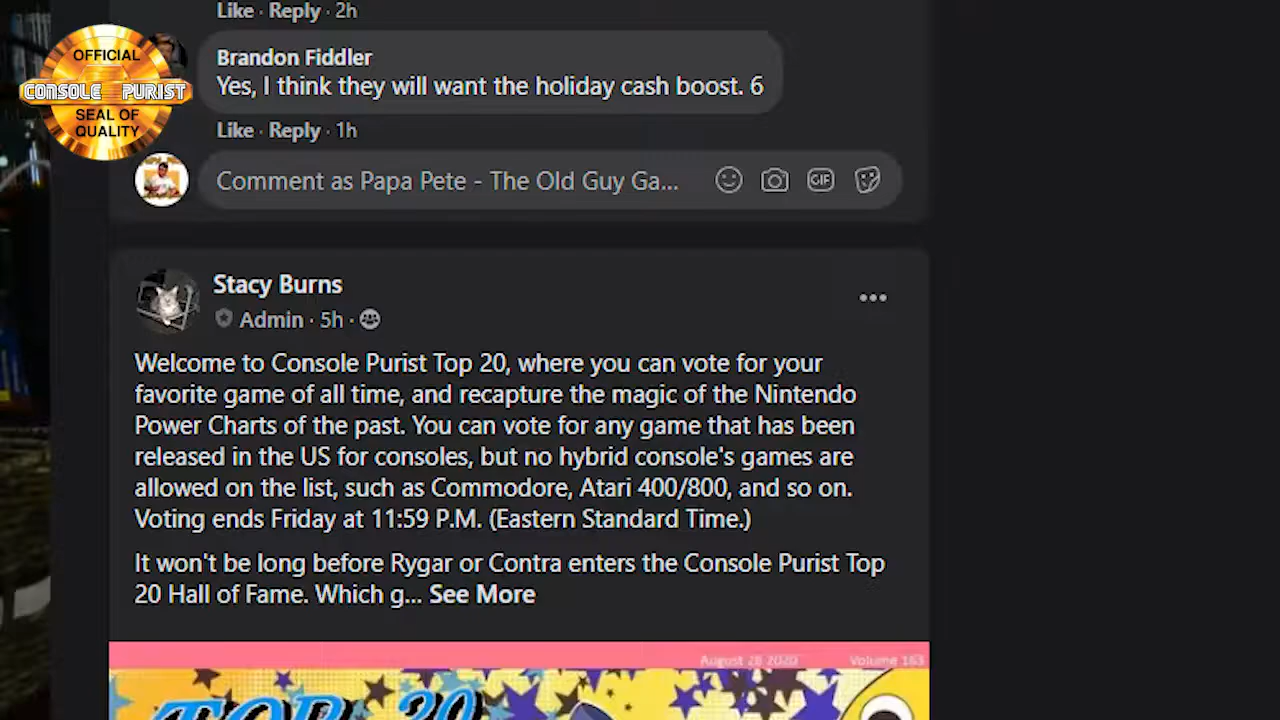 Like · Reply · 2h
OFFICIAL
CONSOLE PURIST
SEAL OF
QUALITY
Brandon Fiddler
Yes, I think they will want the holiday cash boost. 6
Like · Reply · 1h
Comment as Papa Pete - The Old Guy Ga...
GIF
Stacy Burns
Admin · 5h ·
Welcome to Console Purist Top 20, where you can vote for your
favorite game of all time, and recapture the magic of the Nintendo
Power Charts of the past. You can vote for any game that has been
released in the US for consoles, but no hybrid console's games are
allowed on the list, such as Commodore, Atari 400/800, and so on.
Voting ends Friday at 11:59 P.M. (Eastern Standard Time.)
It won't be long before Rygar or Contra enters the Console Purist Top
20 Hall of Fame. Which g... See More
August 28 2020 Volume 163
TOP 20